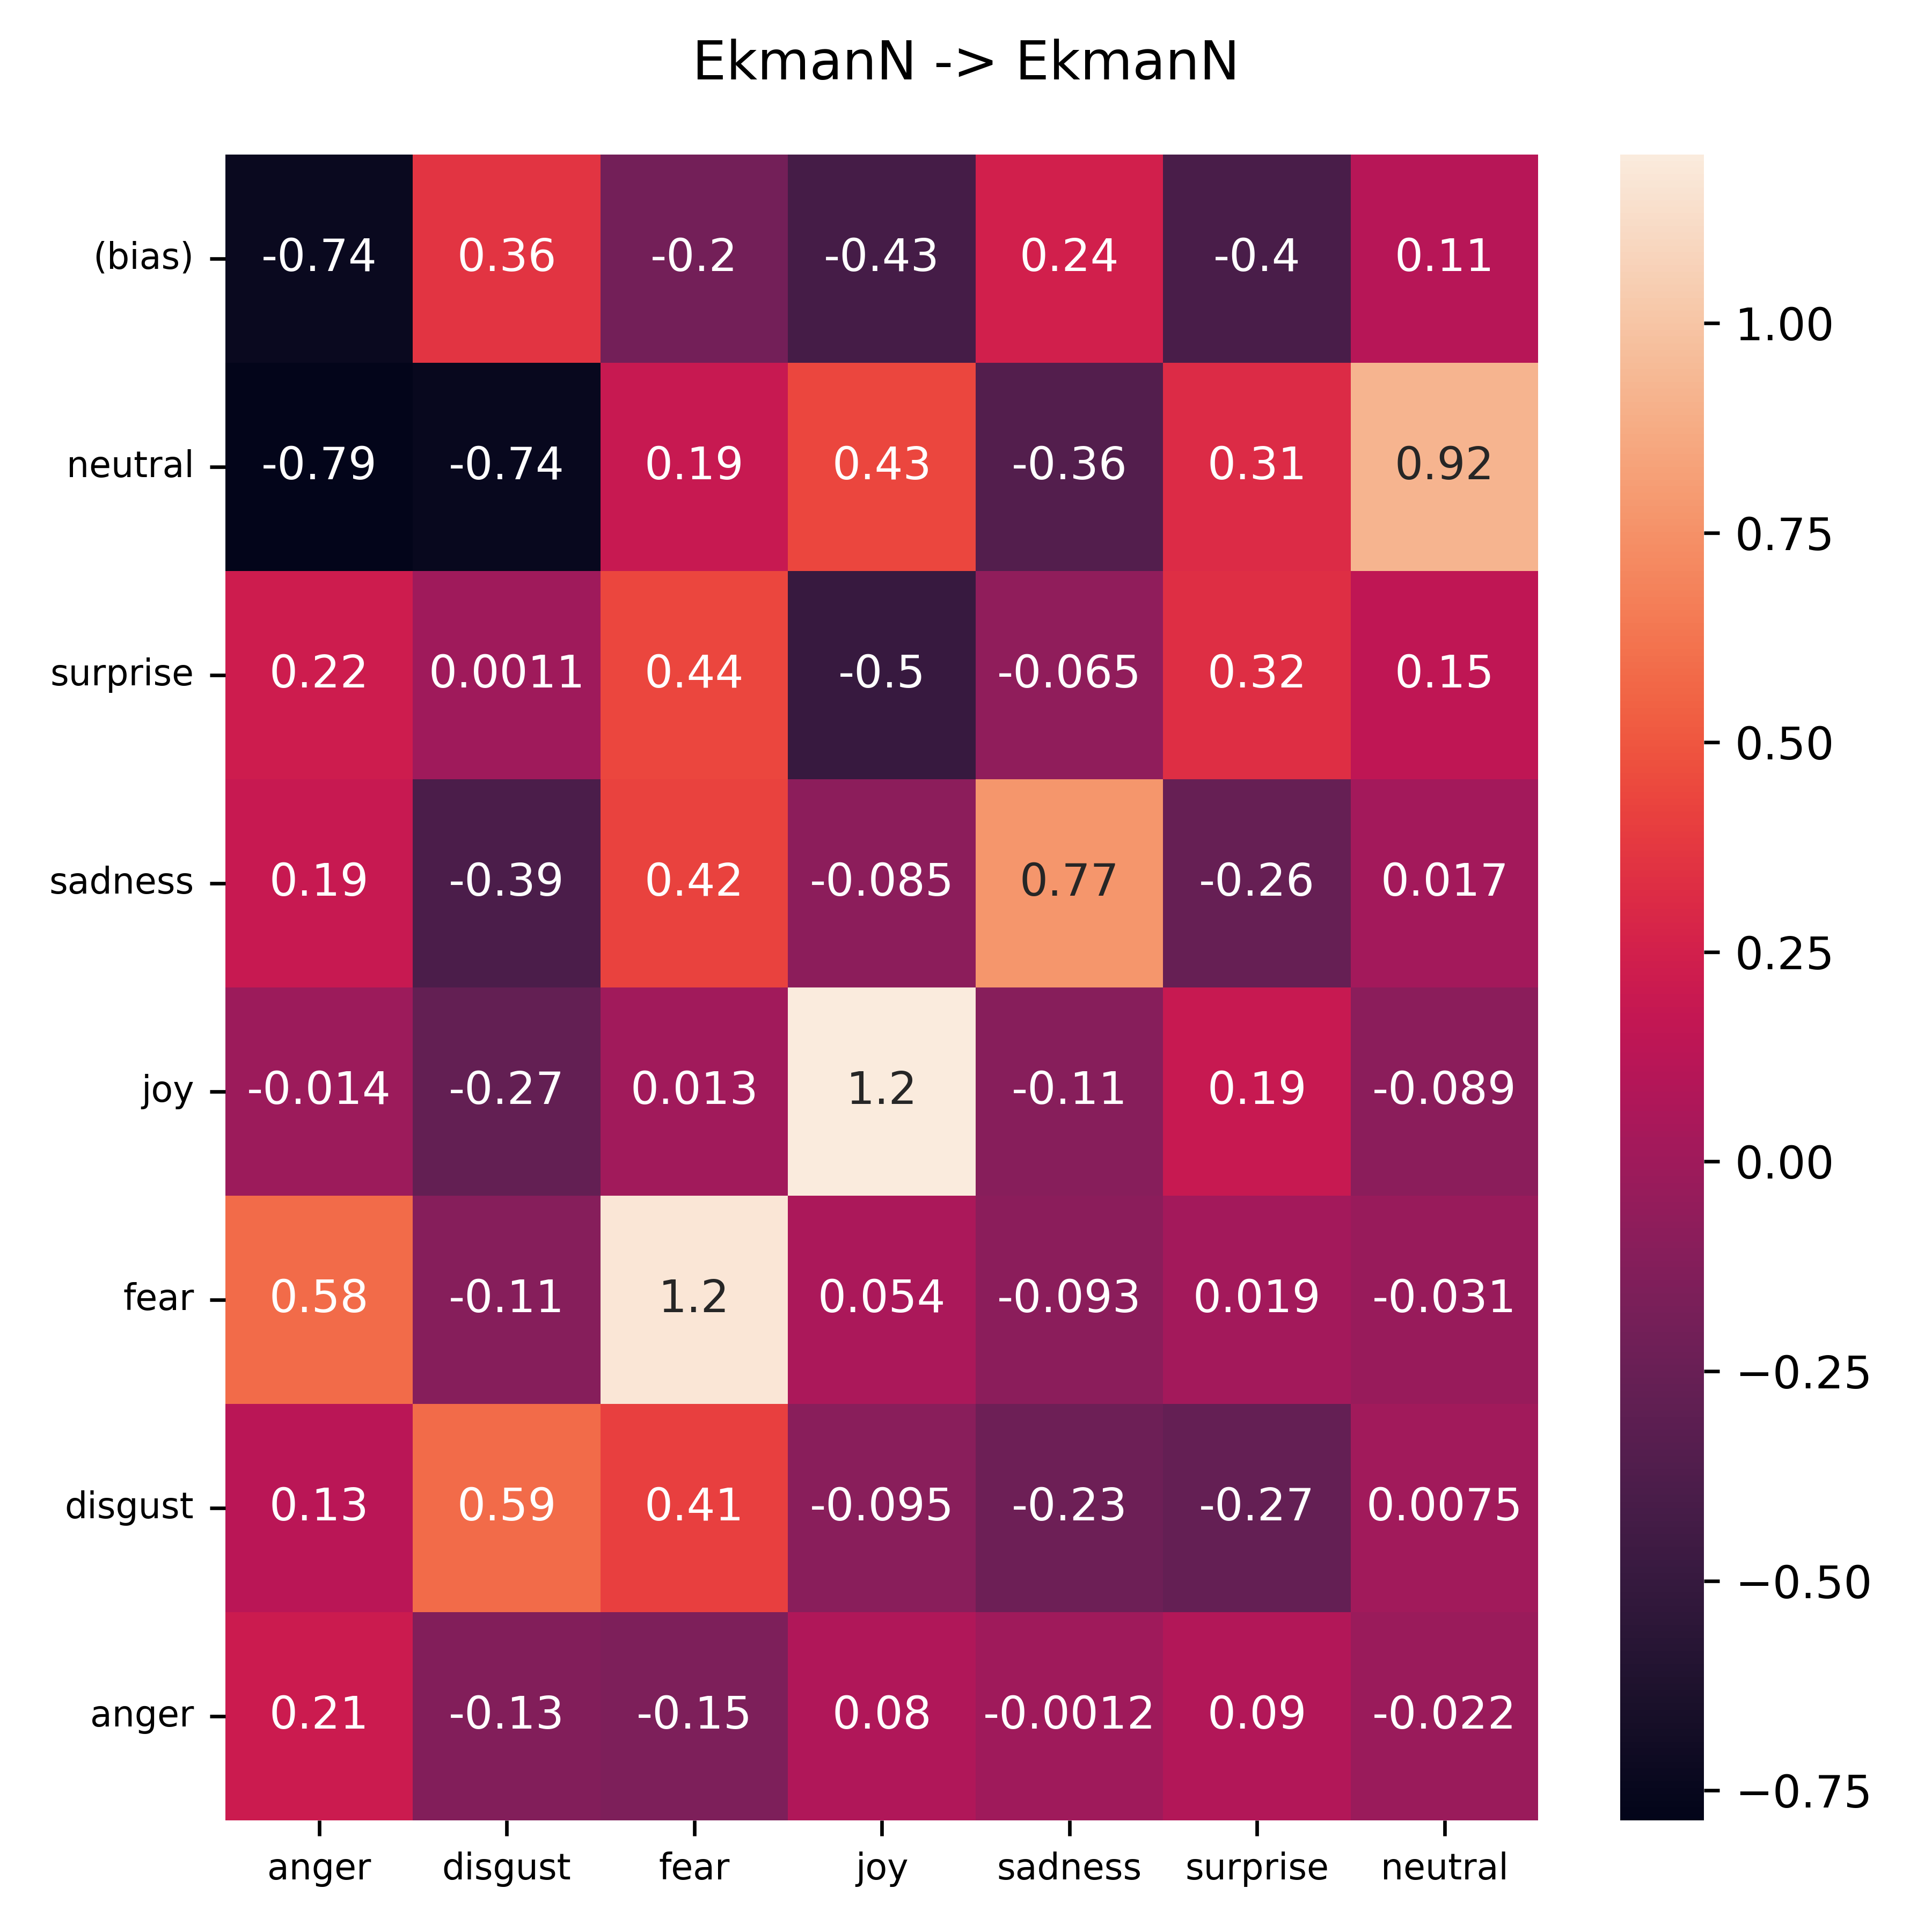 EkmanN -> EkmanN
(bias) -0.74 0.36 -0.2 -0.43 0.24 -0.4 0.11
neutral -0.79 -0.74 0.19 0.43 -0.36 0.31 0.92
surprise 0.22 0.0011 0.44 -0.5 -0.065 0.32 0.15
sadness 0.19 -0.39 0.42 -0.085 0.77 -0.26 0.017
joy -0.014 -0.27 0.013 1.2 -0.11 0.19 -0.089
fear 0.58 -0.11 1.2 0.054 -0.093 0.019 -0.031
disgust 0.13 0.59 0.41 -0.095 -0.23 -0.27 0.0075
anger 0.21 -0.13 -0.15 0.08 -0.0012 0.09 -0.022
anger disgust fear joy sadness surprise neutral
1.00
0.75
0.50
0.25
0.00
−0.25
−0.50
−0.75